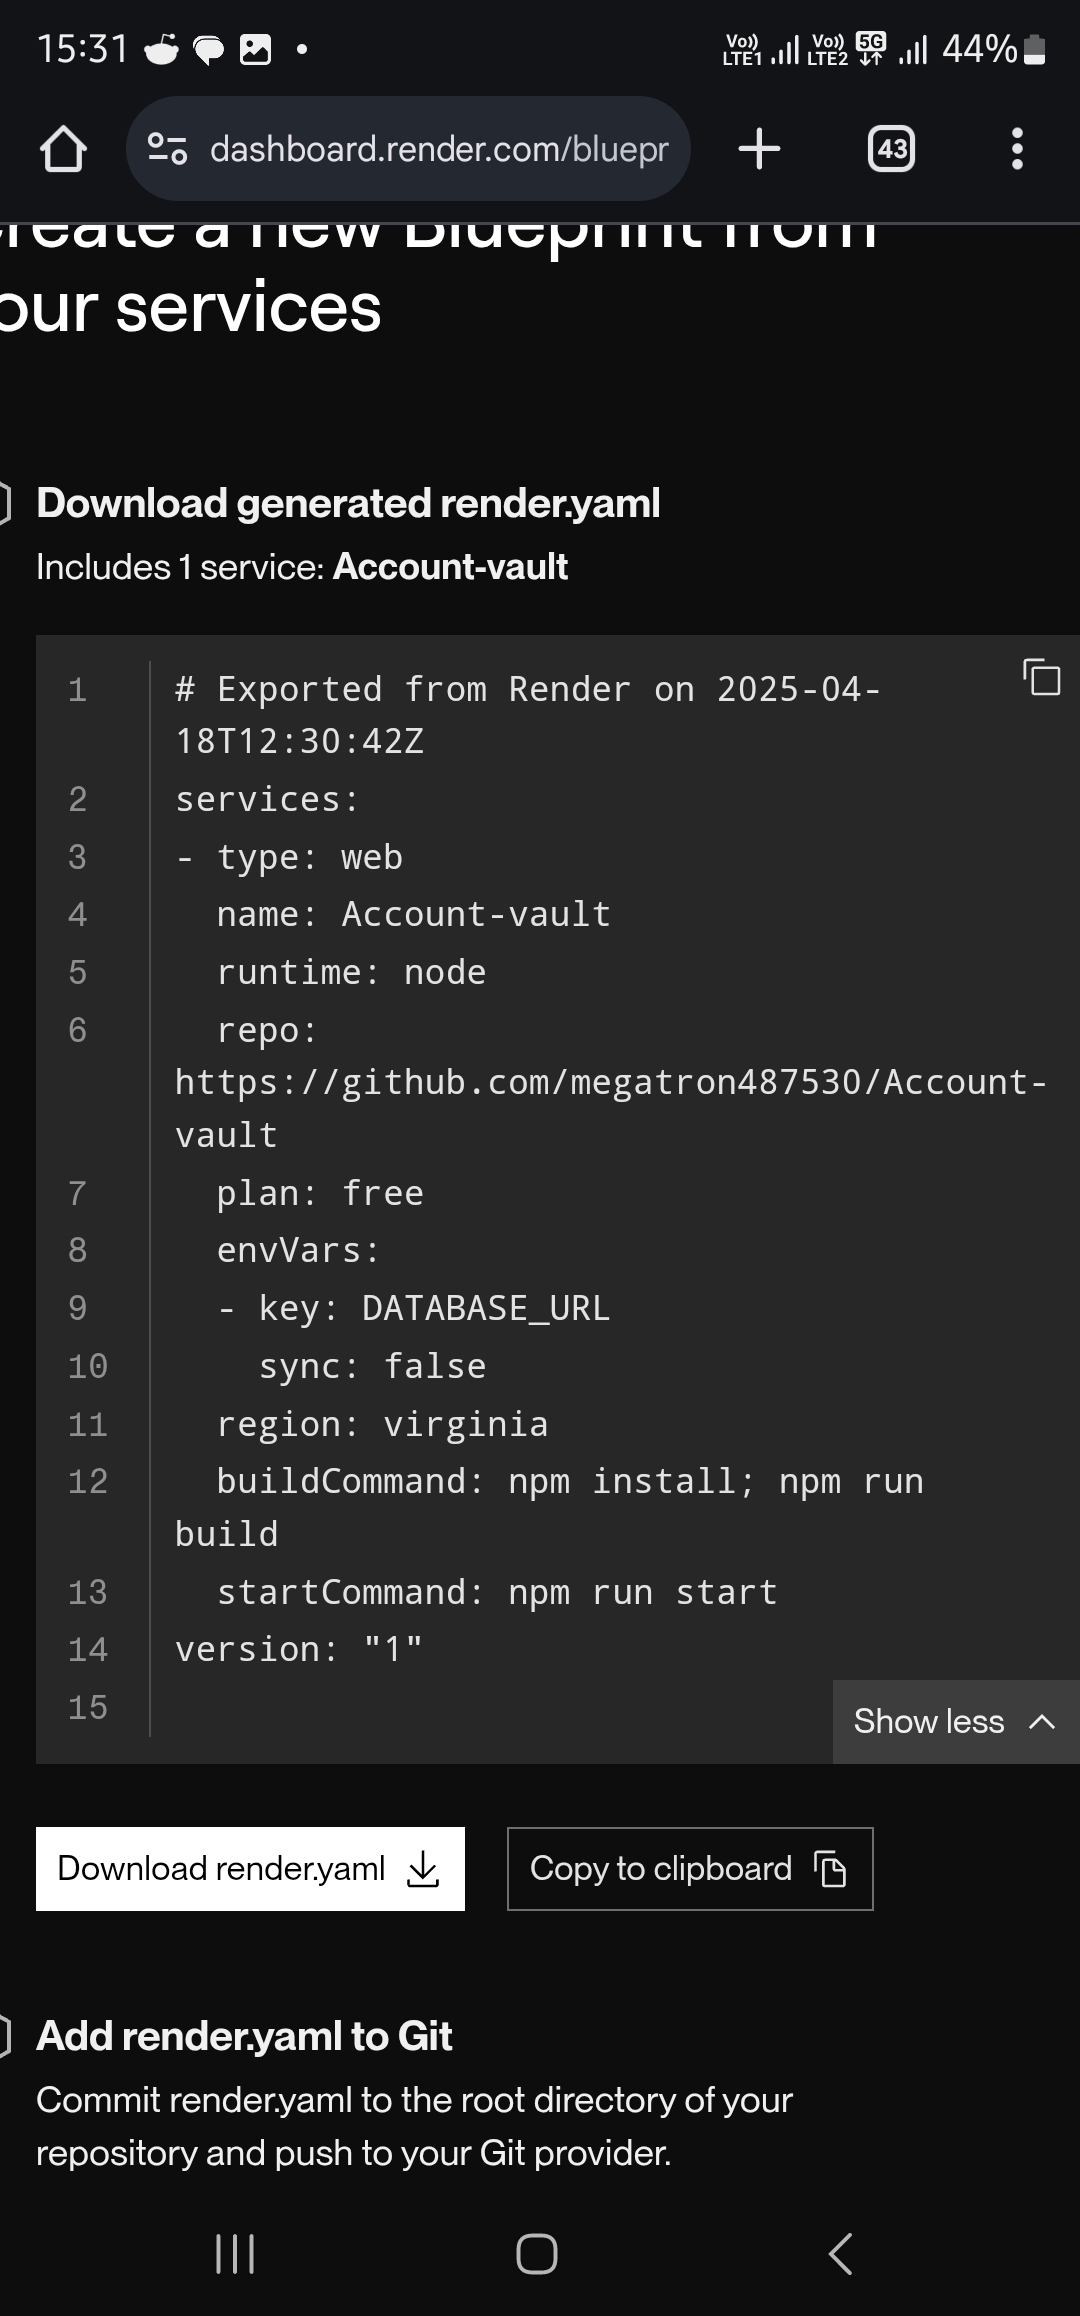 15:31
Vo)) LTE1 Vo)) LTE2 5G 44%
dashboard.render.com/bluepr
43
reate a new Blueprint from
our services
Download generated render.yaml
Includes 1 service: Account-vault
1 # Exported from Render on 2025-04-
18T12:30:42Z
2 services:
3 - type: web
4 name: Account-vault
5 runtime: node
6 repo:
https://github.com/megatron487530/Account-
vault
7 plan: free
8 envVars:
9 - key: DATABASE_URL
10 sync: false
11 region: virginia
12 buildCommand: npm install; npm run
build
13 startCommand: npm run start
14 version: "1"
15
Show less
Download render.yaml
Copy to clipboard
Add render.yaml to Git
Commit render.yaml to the root directory of your
repository and push to your Git provider.